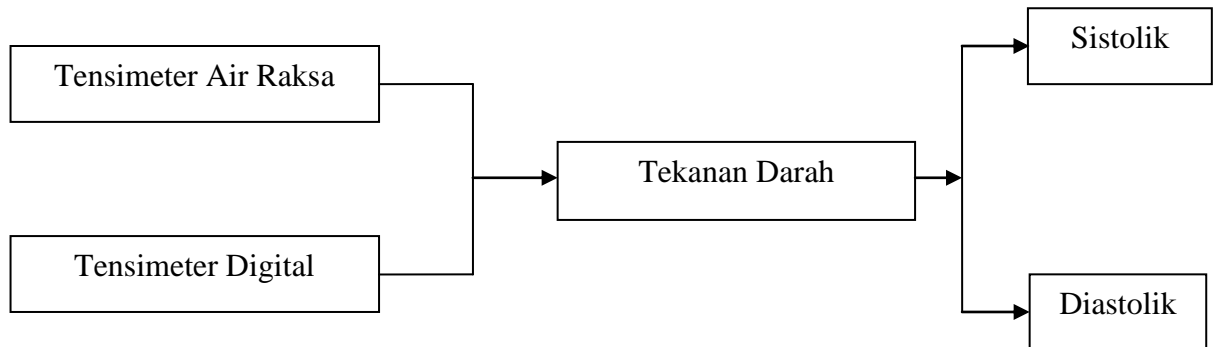 Tensimeter Air Raksa
Tensimeter Digital
Tekanan Darah
Sistolik
Diastolik